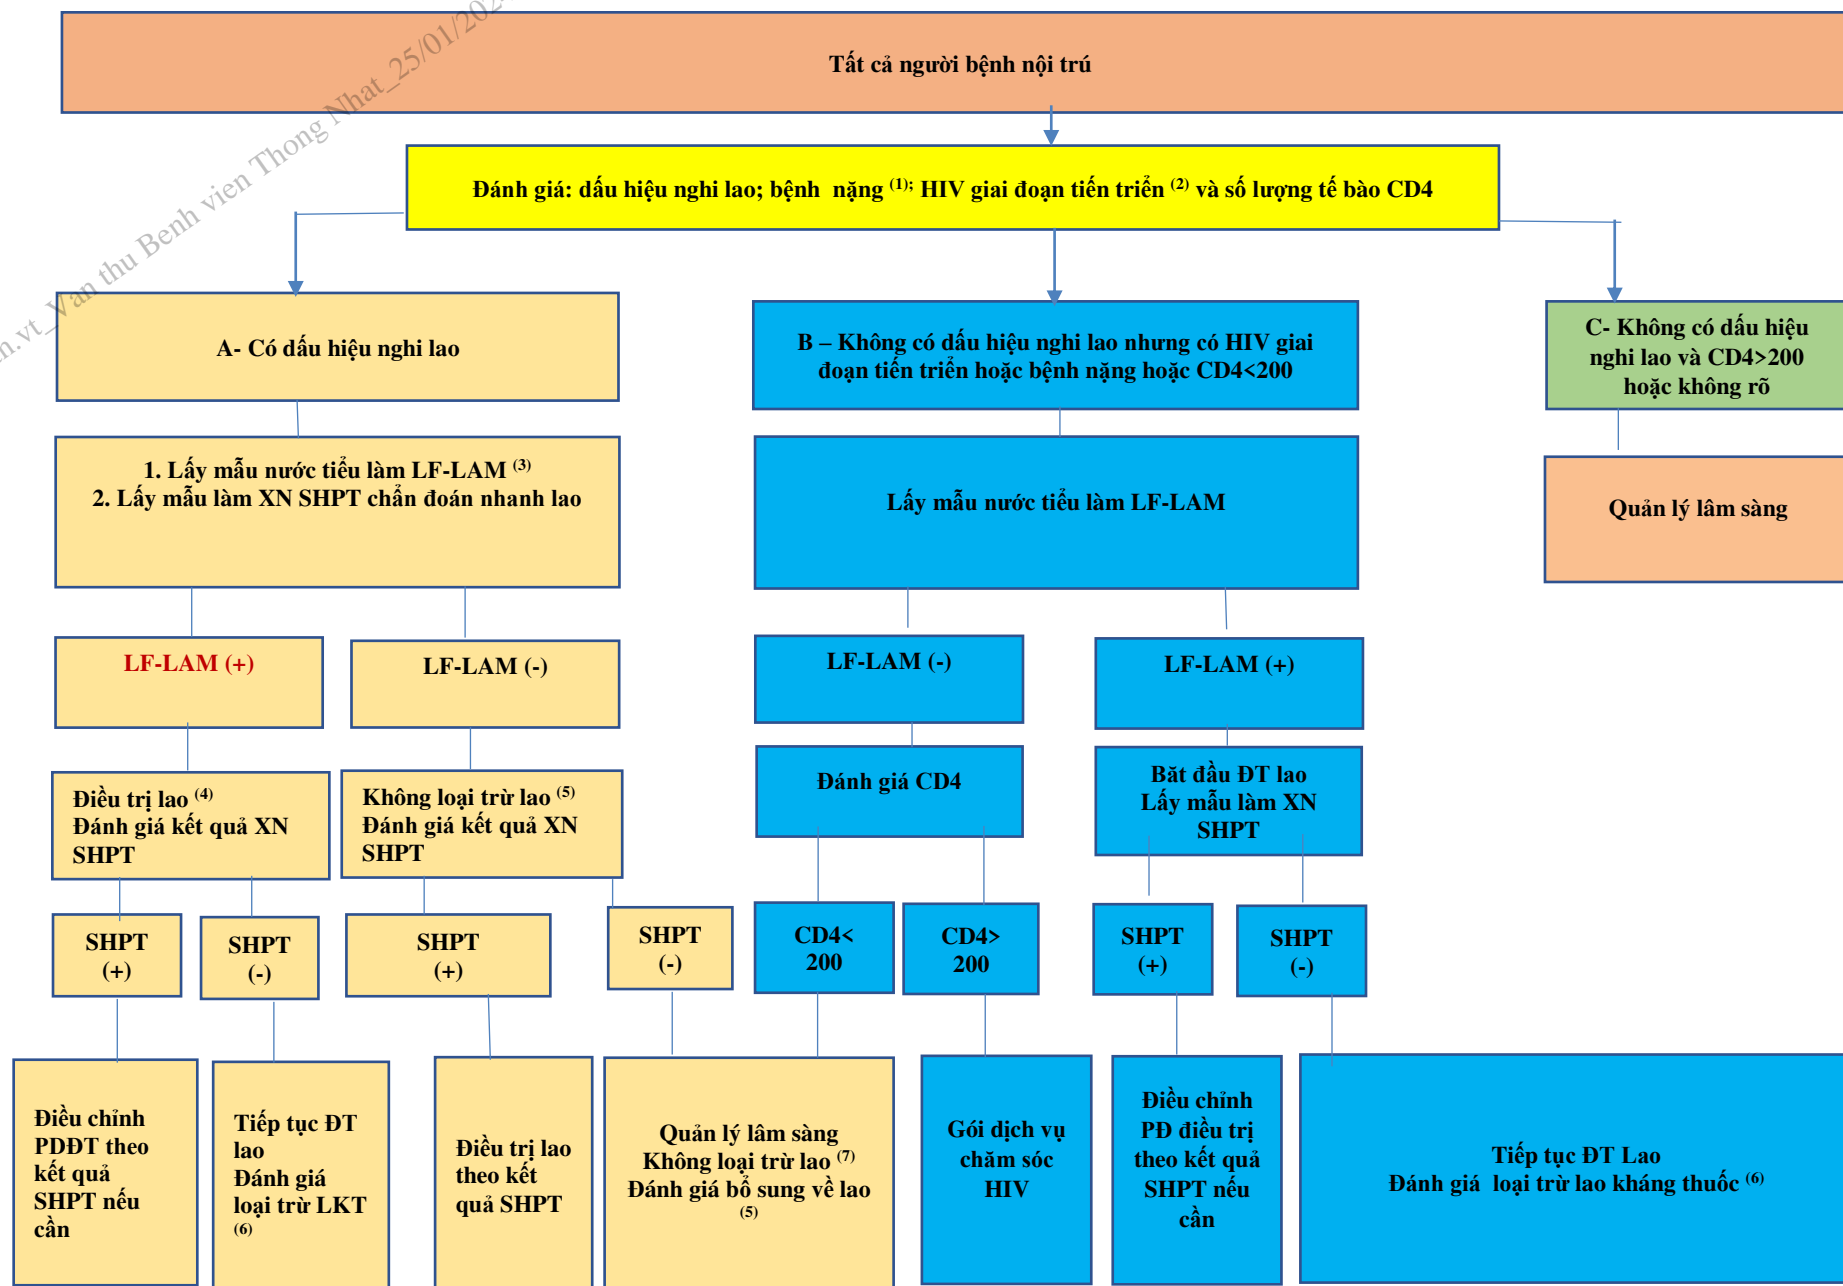 Tất cả người bệnh nội trú
Đánh giá: dấu hiệu nghi lao; bệnh nặng (1); HIV giai đoạn tiến triển (2) và số lượng tế bào CD4
A- Có dấu hiệu nghi lao
B – Không có dấu hiệu nghi lao nhưng có HIV giai
đoạn tiến triển hoặc bệnh nặng hoặc CD4<200
C- Không có dấu hiệu
nghi lao và CD4>200
hoặc không rõ
1. Lấy mẫu nước tiểu làm LF-LAM (3)
2. Lấy mẫu làm XN SHPT chẩn đoán nhanh lao
Lấy mẫu nước tiểu làm LF-LAM
Quản lý lâm sàng
LF-LAM (+)
LF-LAM (-)
LF-LAM (-)
LF-LAM (+)
Điều trị lao (4)
Đánh giá kết quả XN
SHPT
Không loại trừ lao (5)
Đánh giá kết quả XN
SHPT
Đánh giá CD4
Băt đầu ĐT lao
Lấy mẫu làm XN
SHPT
SHPT
(+)
SHPT
(-)
SHPT
(+)
SHPT
(-)
CD4<
200
CD4>
200
SHPT
(+)
SHPT
(-)
Điều chỉnh
PDĐT theo
kết quả
SHPT nếu
cần
Tiếp tục ĐT
lao
Đánh giá
loại trừ LKT
(6)
Điều trị lao
theo kết
quả SHPT
Quản lý lâm sàng
Không loại trừ lao (7)
Đánh giá bổ sung về lao
(5)
Gói dịch vụ
chăm sóc
HIV
Điều chỉnh
PĐ điều trị
theo kết quả
SHPT nếu
cần
Tiếp tục ĐT Lao
Đánh giá loại trừ lao kháng thuốc (6)
n.vt_Van thu Benh vien Thong Nhat_25/01/202